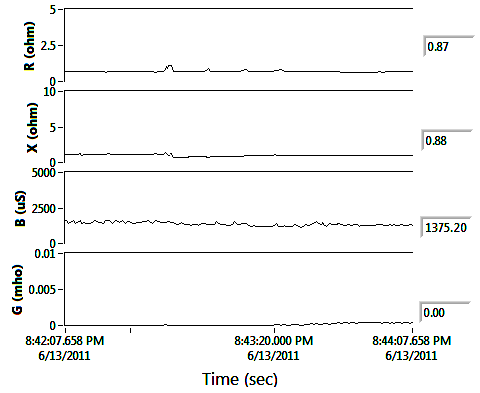 5
R (ohm)
2.5
0.87
0
10
X (ohm)
5
0.88
0
5000
B (uS)
2500
1375.20
0
0.01
G (mho)
0.005
0.00
0
8:42:07.658 PM 8:43:20.000 PM 8:44:07.658 PM
6/13/2011 6/13/2011 6/13/2011
Time (sec)